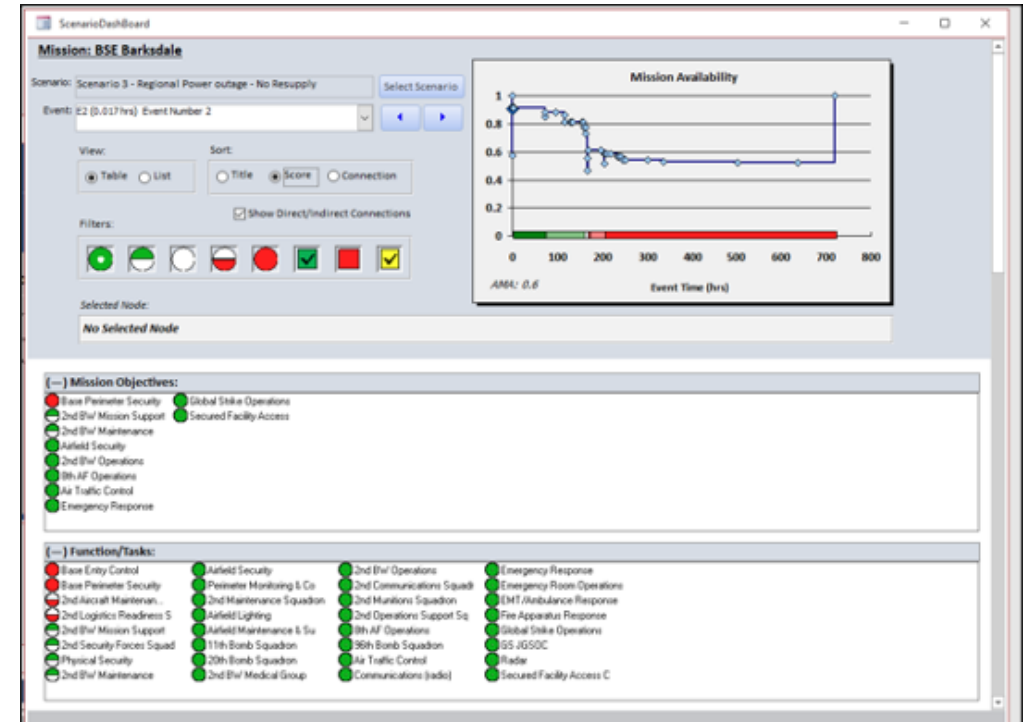 ScenarioDashBoard
Mission: BSE Barksdale
Scenario: Scenario 3 - Regional Power outage - No Resupply
Select Scenario
Event: E2 (0.017hrs) Event Number 2
View:
Table List
Sort:
Title Score Connection
Show Direct/Indirect Connections
Filters:
Mission Availability
1
0.8
0.6
0.4
0.2
0
0 100 200 300 400 500 600 700 800
AMA: 0.6
Event Time (hrs)
Selected Node:
No Selected Node
(---) Mission Objectives:
Base Perimeter Security
2nd BW Mission Support
2nd BW Maintenance
Airfield Security
2nd BW Operations
8th AF Operations
Air Traffic Control
Emergency Response
Global Strike Operations
Secured Facility Access
(---) Function/Tasks:
Base Entry Control
Base Perimeter Security
2nd Aircraft Maintenan...
2nd Logistics Readiness S
2nd BW Mission Support
2nd Security Forces Squad
Physical Security
2nd BW Maintenance
Airfield Security
Perimeter Monitoring & Co
2nd Maintenance Squadron
Airfield Lighting
Airfield Maintenance & Su
11th Bomb Squadron
20th Bomb Squadron
2nd BW Medical Group
2nd BW Operations
2nd Communications Squadr
2nd Munitions Squadron
2nd Operations Support Sq
8th AF Operations
96th Bomb Squadron
Air Traffic Control
Communications (radio)
Emergency Response
Emergency Room Operations
EMT/Ambulance Response
Fire Apparatus Response
Global Strike Operations
GS JGSOC
Radar
Secured Facility Access C